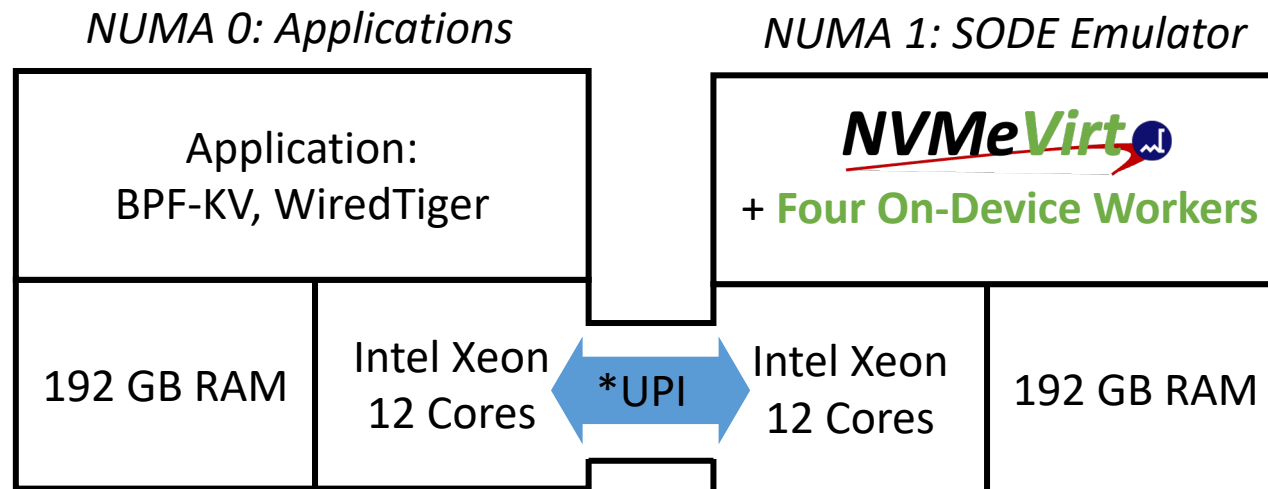 NUMA 0: Applications
NUMA 1: SODE Emulator
Application:
BPF-KV, WiredTiger
NVMeVirt
+ Four On-Device Workers
192 GB RAM
Intel Xeon
12 Cores
*UPI
Intel Xeon
12 Cores
192 GB RAM